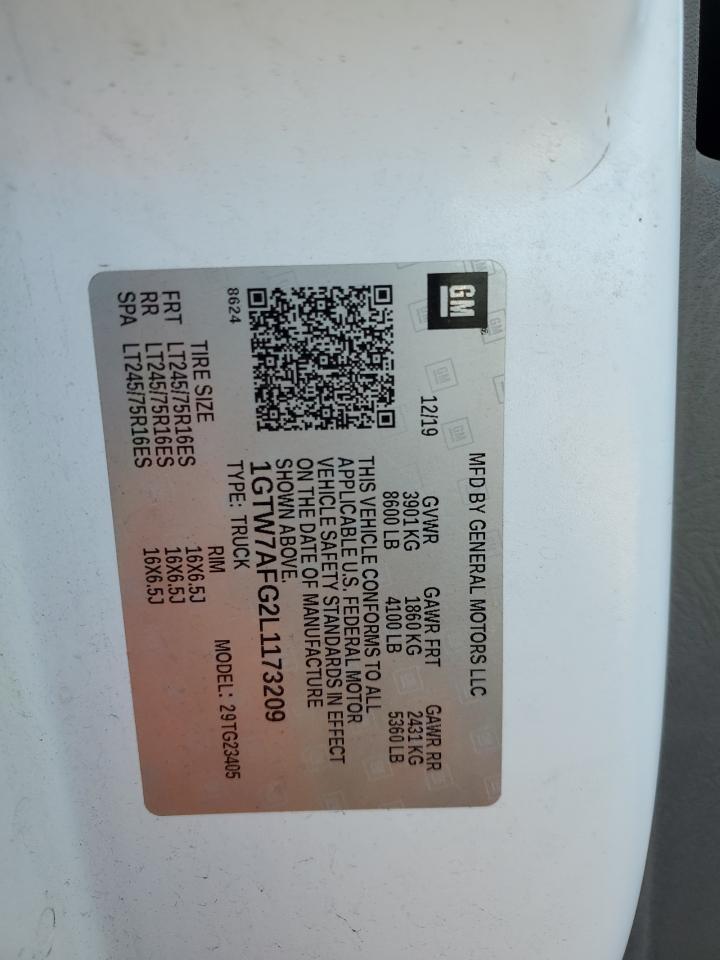 GM
MFD BY GENERAL MOTORS LLC
12/19 GVWR GAWR FRT GAWR RR
3901 KG 1860 KG 2431 KG
8600 LB 4100 LB 5360 LB
THIS VEHICLE CONFORMS TO ALL
APPLICABLE U.S. FEDERAL MOTOR
VEHICLE SAFETY STANDARDS IN EFFECT
ON THE DATE OF MANUFACTURE
SHOWN ABOVE.
1GTW7AFG2L1173209
8624 TYPE: TRUCK MODEL: 29TG23405
TIRE SIZE RIM
FRT LT245/75R16ES 16X6.5J
RR LT245/75R16ES 16X6.5J
SPA LT245/75R16ES 16X6.5J